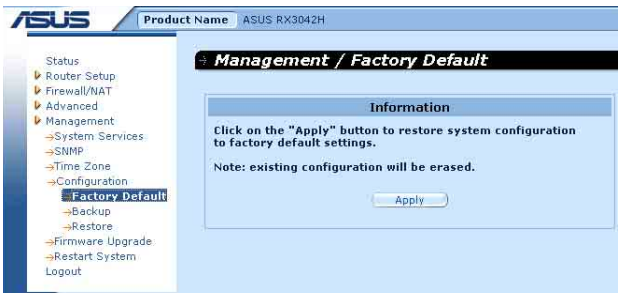 ASUS
Product Name ASUS RX3042H
Status
Router Setup
Firewall/NAT
Advanced
Management
System Services
SNMP
Time Zone
Configuration
Factory Default
Backup
Restore
Firmware Upgrade
Restart System
Logout
Management / Factory Default
Information
Click on the "Apply" button to restore system configuration
to factory default settings.
Note: existing configuration will be erased.
Apply